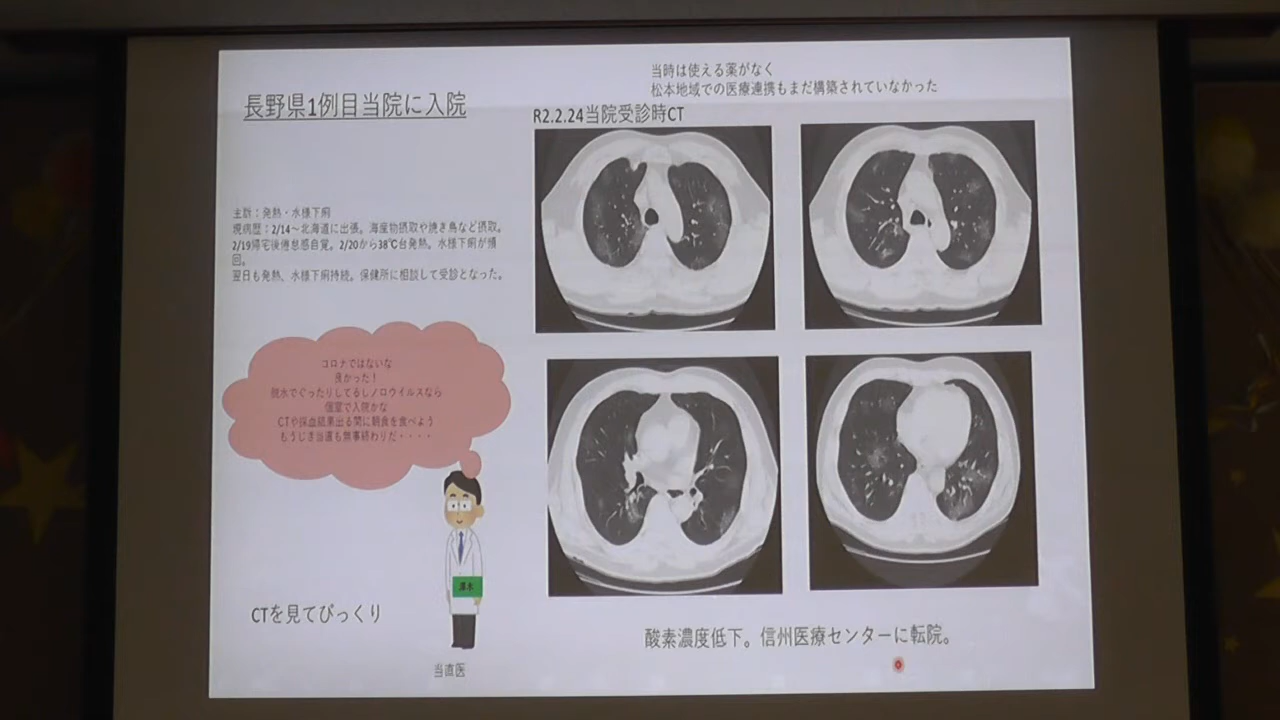 当時は使える薬がなく
松本地域での医療連携もまだ構築されていなかった
長野県1例目当院に入院
R2.2.24当院受診時CT
主訴：発熱・水様下痢
現病歴：2/14～北海道に出張。海産物摂取や焼き鳥など摂取。
2/19帰宅後倦怠感自覚。2/20から38℃台発熱。水様下痢が頻
回。
翌日も発熱、水様下痢持続。保健所に相談して受診となった。
コロナではないな
良かった！
脱水でぐったりしてるしノロウイルスなら
個室で入院かな
CTや採血結果出る間に朝食を食べよう
もうじき当直も無事終わりだ・・・・
CTを見てびっくり
当直医
酸素濃度低下。信州医療センターに転院。